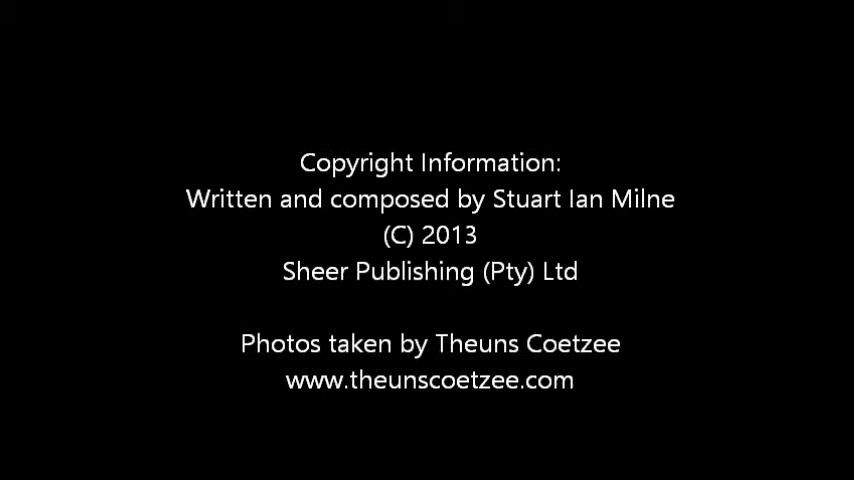 Copyright Information:
Written and composed by Stuart Ian Milne
(C) 2013
Sheer Publishing (Pty) Ltd
Photos taken by Theuns Coetzee
www.theunscoetzee.com